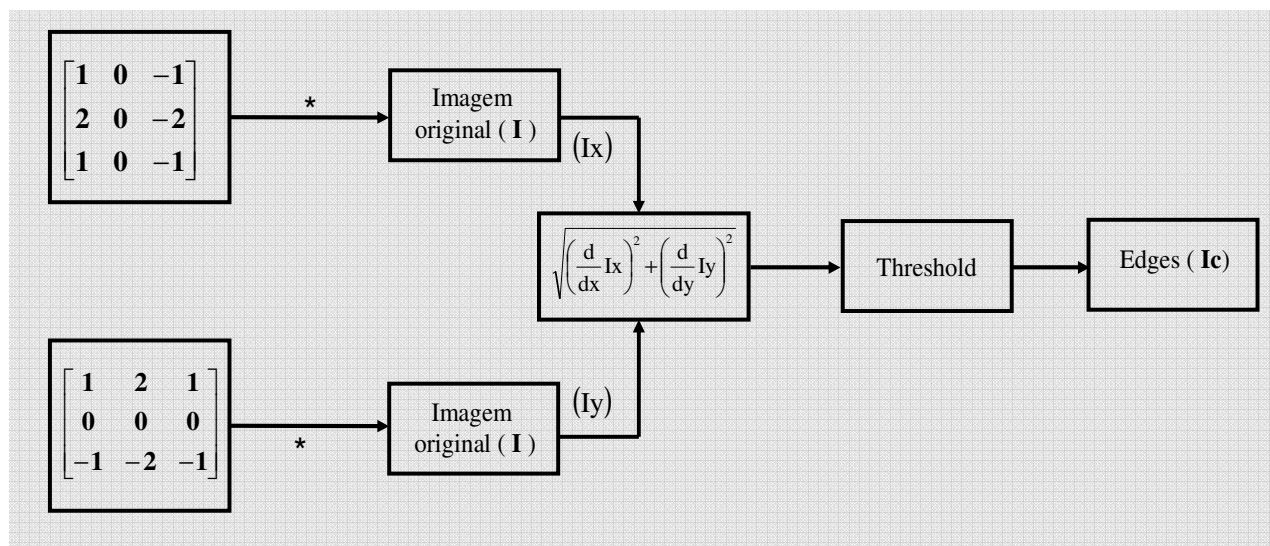 1 0 −1
2 0 −2
1 0 −1
*
Imagem
original ( I )
(Ix)
√((d/dx Ix)² + (d/dy Iy)²)
Threshold
Edges ( Ic)
1 2 1
0 0 0
−1 −2 −1
*
Imagem
original ( I )
(Iy)